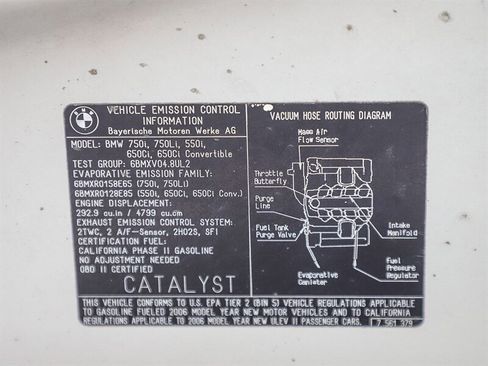 BMW
VEHICLE EMISSION CONTROL
INFORMATION
Bayerische Motoren Werke AG
MODEL: BMW 750i, 750Li, 550i,
650Ci, 650Ci Convertible
TEST GROUP: 6BMXV04.8UL2
EVAPORATIVE EMISSION FAMILY:
6BMXR0158E65 (750i, 750Li)
6BMXR0128E65 (550i, 6Ci, 650Ci Conv.)
ENGINE DISPLACEMENT:
292.9 cu.in / 4799 cu.cm
EXHAUST EMISSION CONTROL SYSTEM:
2TWC, 2 A/F-Sensor, 2HO2S, SFI
CERTIFICATION FUEL:
CALIFORNIA PHASE II GASOLINE
NO ADJUSTMENT NEEDED
OBD II CERTIFIED
CATALYST
VACUUM HOSE ROUTING DIAGRAM
Mass Air
Flow Sensor
Throttle
Butterfly
Purge
Line
Fuel Tank
Purge Valve
Intake
Manifold
Fuel
Pressure
Regulator
Evaporative
Canister
THIS VEHICLE CONFORMS TO U.S. EPA TIER 2 (BIN 5) VEHICLE REGULATIONS APPLICABLE
TO GASOLINE FUELED 2006 MODEL YEAR NEW MOTOR VEHICLES AND TO CALIFORNIA
REGULATIONS APPLICABLE TO 2006 MODEL YEAR NEW ULEV II PASSENGER CARS.
7 561 379